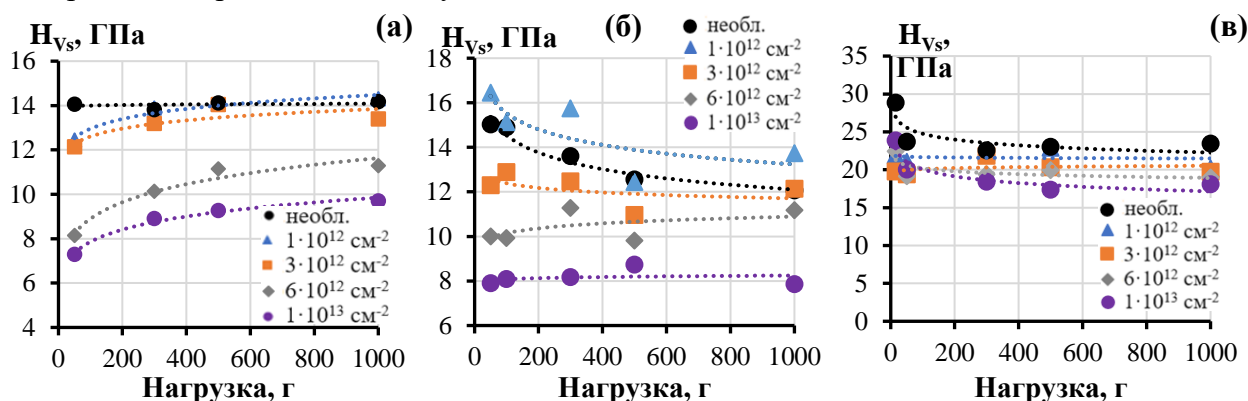 (а)
H_Vs, ГПа
16
14
12
10
8
6
4
0 200 400 600 800 1000
Нагрузка, г
необл.
1·10¹² см⁻²
3·10¹² см⁻²
6·10¹² см⁻²
1·10¹³ см⁻²
(б)
H_Vs, ГПа
18
16
14
12
10
8
6
0 200 400 600 800 1000
Нагрузка, г
необл.
1·10¹² см⁻²
3·10¹² см⁻²
6·10¹² см⁻²
1·10¹³ см⁻²
(в)
H_Vs,
ГПа
35
30
25
20
15
10
5
0
0 200 400 600 800 1000
Нагрузка, г
необл.
1·10¹² см⁻²
3·10¹² см⁻²
6·10¹² см⁻²
1·10¹³ см⁻²